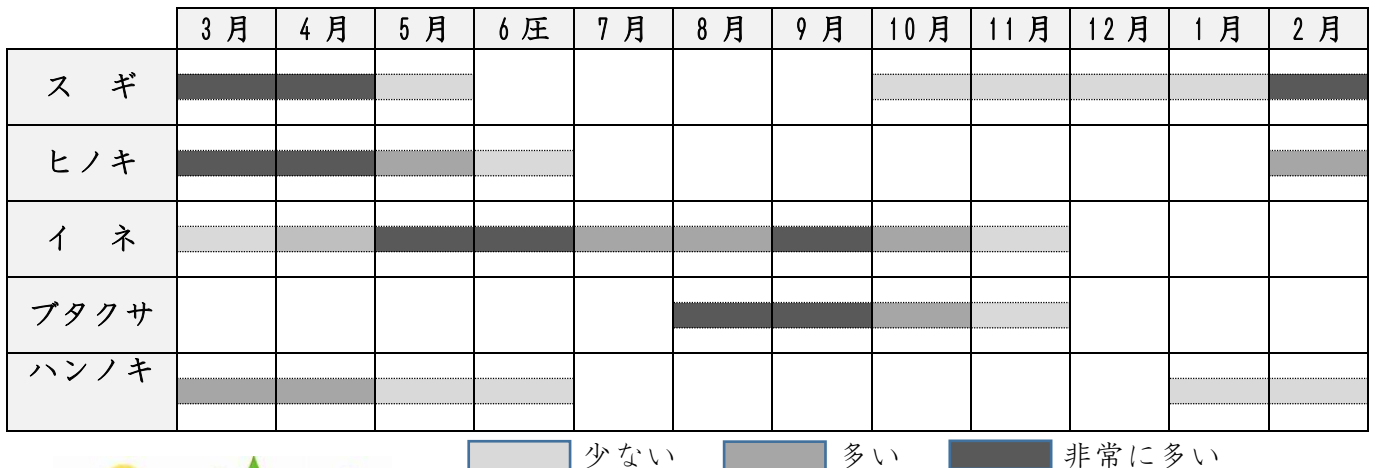 3月 4月 5月 6圧 7月 8月 9月 10月 11月 12月 1月 2月
スギ
ヒノキ
イネ
ブタクサ
ハンノキ
少ない 多い 非常に多い